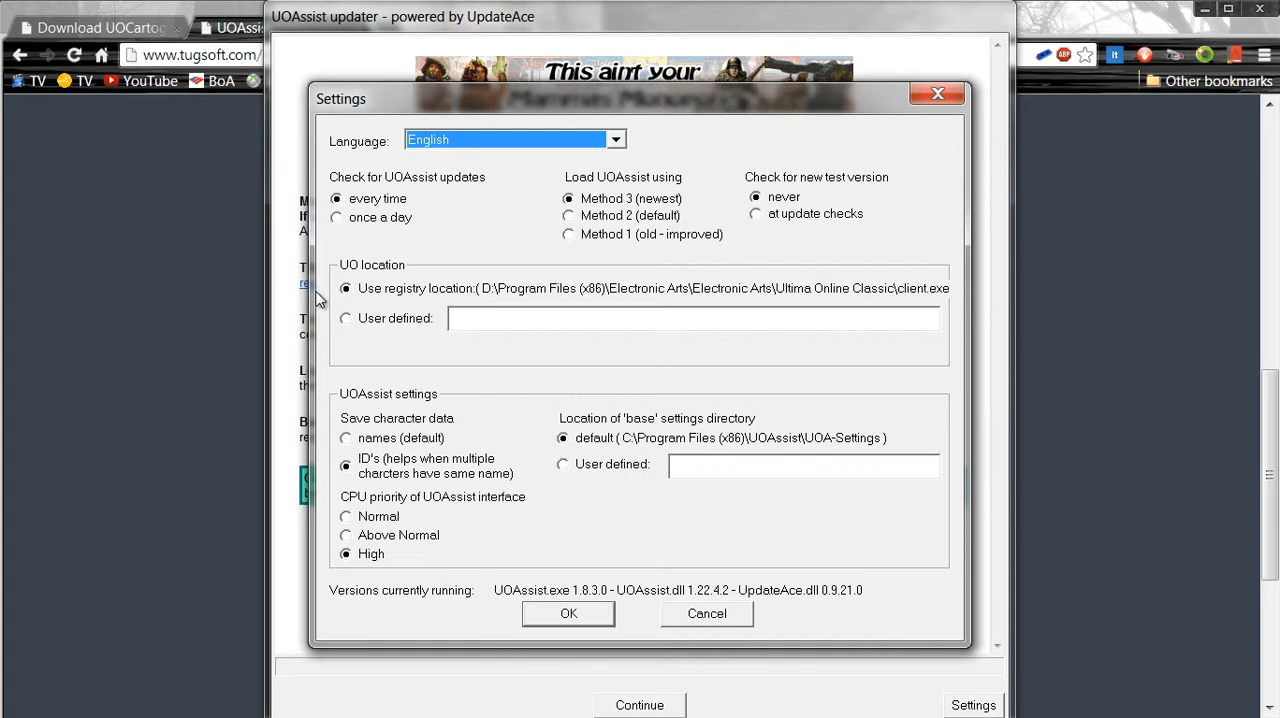 UOAssist updater - powered by UpdateAce
Download UOCartog
UOAssis
www.tugsoft.com/
TV
TV
YouTube
BoA
Other bookmarks
ABP
lt
This aint your
Mammas Monopoly
Settings
Language:
English
Check for UOAssist updates
every time
once a day
Load UOAssist using
Method 3 (newest)
Method 2 (default)
Method 1 (old - improved)
Check for new test version
never
at update checks
UO location
Use registry location:( D:\Program Files (x86)\Electronic Arts\Electronic Arts\Ultima Online Classic\client.exe
User defined:
UOAssist settings
Save character data
names (default)
ID's (helps when multiple
charcters have same name)
Location of 'base' settings directory
default ( C:\Program Files (x86)\UOAssist\UOA-Settings )
User defined:
CPU priority of UOAssist interface
Normal
Above Normal
High
Versions currently running:
UOAssist.exe 1.8.3.0 - UOAssist.dll 1.22.4.2 - UpdateAce.dll 0.9.21.0
OK
Cancel
Continue
Settings